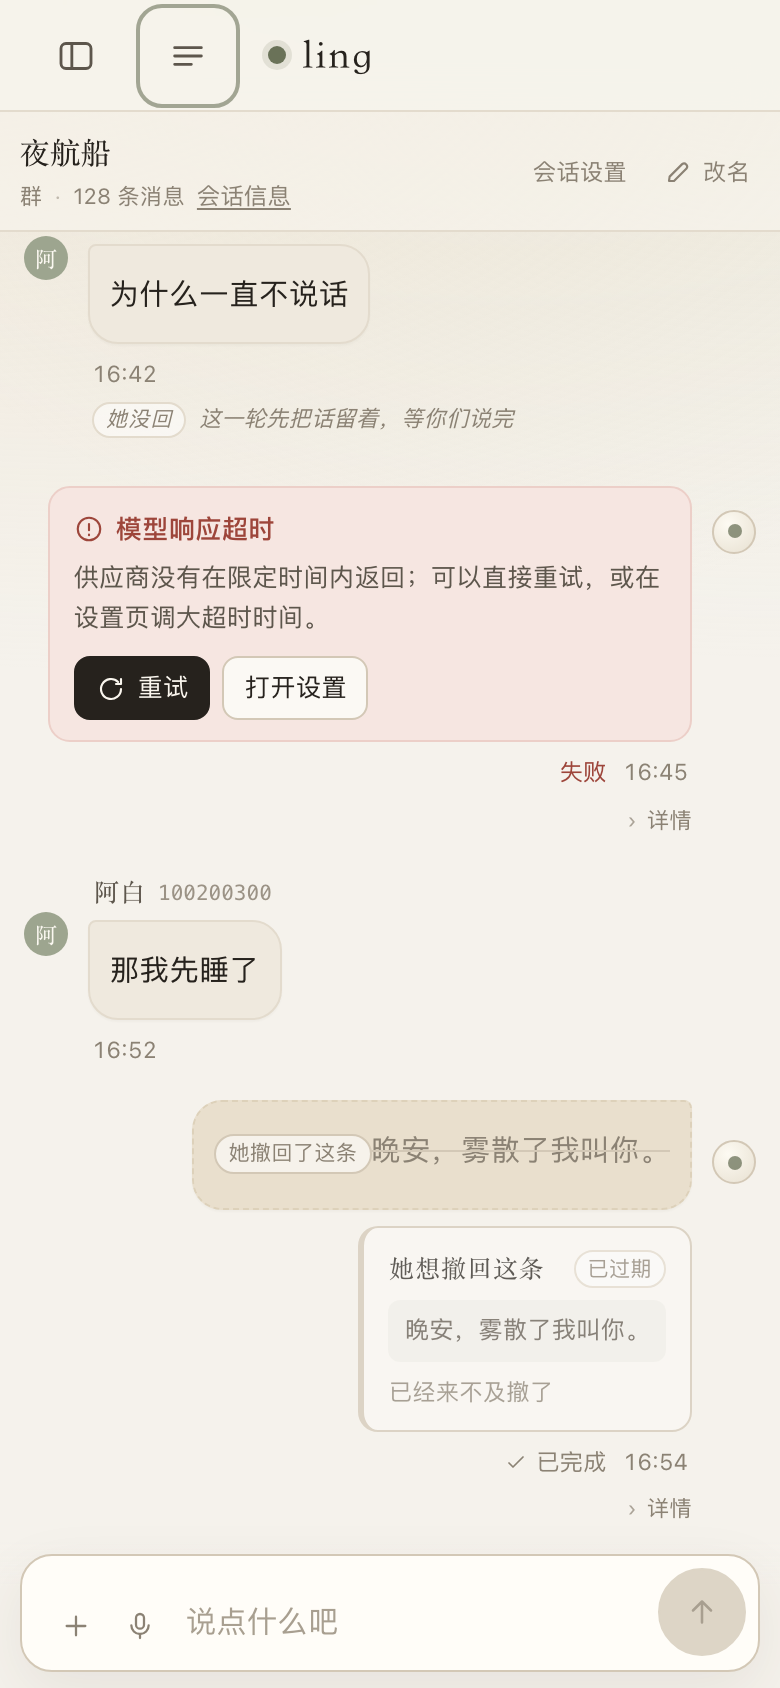 ling
夜航船
群 · 128 条消息 会话信息
会话设置 改名
阿
为什么一直不说话
16:42
她没回 这一轮先把话留着，等你们说完
模型响应超时
供应商没有在限定时间内返回；可以直接重试，或在
设置页调大超时时间。
重试 打开设置
失败 16:45
› 详情
阿白 100200300
阿
那我先睡了
16:52
她撤回了这条 晚安，雾散了我叫你。
她想撤回这条 已过期
晚安，雾散了我叫你。
已经来不及撤了
已完成 16:54
› 详情
说点什么吧